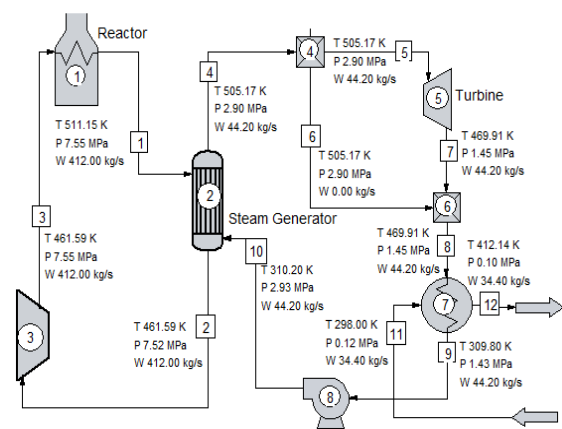 Reactor
1
T 511.15 K
P 7.55 MPa
W 412.00 kg/s
1
3
T 461.59 K
P 7.55 MPa
W 412.00 kg/s
3
4
T 505.17 K
P 2.90 MPa
W 44.20 kg/s
2
Steam Generator
10
T 310.20 K
P 2.93 MPa
W 44.20 kg/s
T 461.59 K
P 7.52 MPa
W 412.00 kg/s
2
4
T 505.17 K
P 2.90 MPa
W 44.20 kg/s
5
5
Turbine
6
T 505.17 K
P 2.90 MPa
W 0.00 kg/s
T 469.91 K
P 1.45 MPa
W 44.20 kg/s
7
6
T 469.91 K
P 1.45 MPa
W 44.20 kg/s
8
T 412.14 K
P 0.10 MPa
W 34.40 kg/s
7
12
T 298.00 K
P 0.12 MPa
W 34.40 kg/s
11
9
T 309.80 K
P 1.43 MPa
W 44.20 kg/s
8